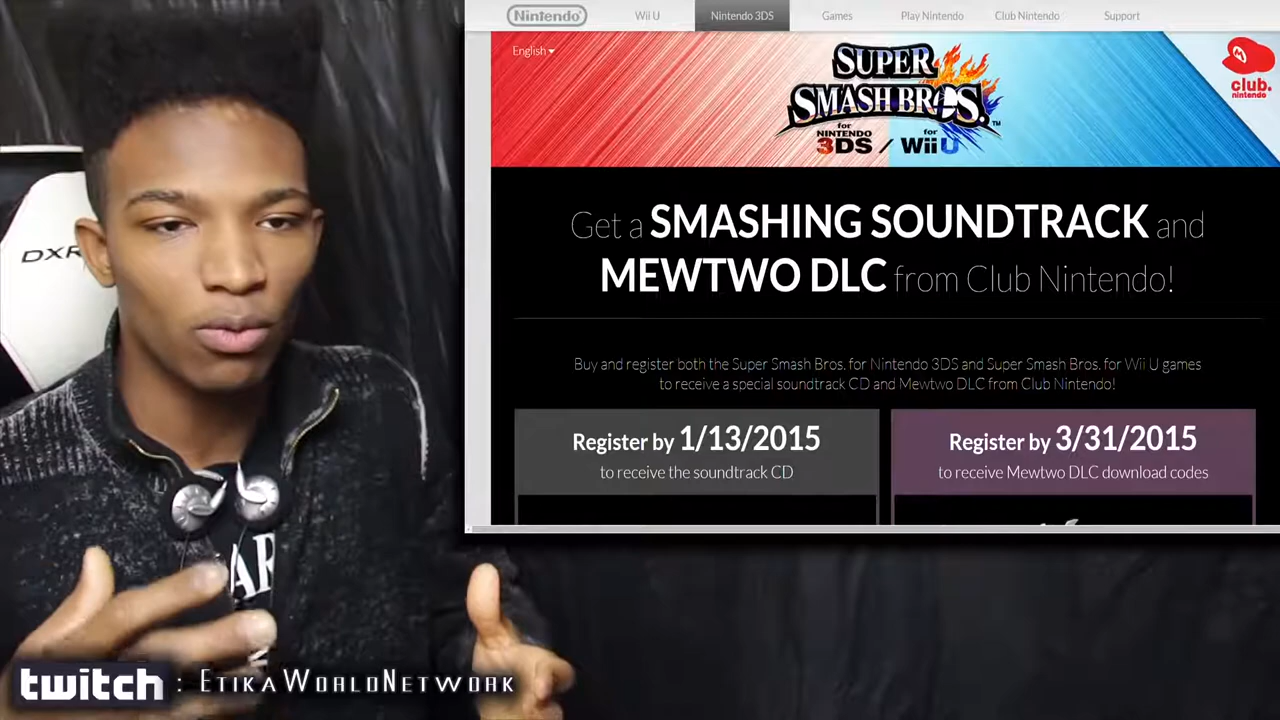 Nintendo
Wii U
Nintendo 3DS
Games
Play Nintendo
Club Nintendo
Support
English
SUPER
SMASH BROS.™
for NINTENDO 3DS / for Wii U
club.
nintendo
Get a SMASHING SOUNDTRACK and
MEWTWO DLC from Club Nintendo!
Buy and register both the Super Smash Bros. for Nintendo 3DS and Super Smash Bros. for Wii U games
to receive a special soundtrack CD and Mewtwo DLC from Club Nintendo!
Register by 1/13/2015
to receive the soundtrack CD
Register by 3/31/2015
to receive Mewtwo DLC download codes
DXR
AR
twitch : EtikaWorldNetwork